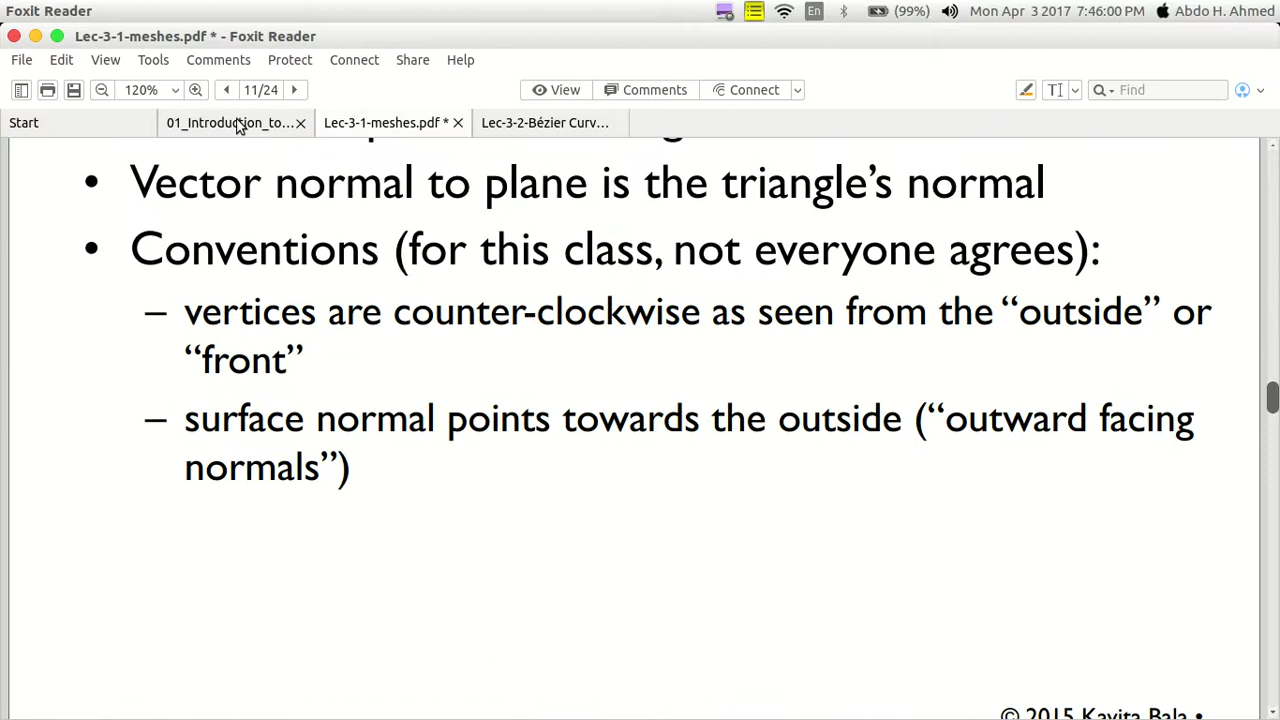 Foxit Reader En (99%) Mon Apr 3 2017 7:46:00 PM Abdo H. Ahmed
Lec-3-1-meshes.pdf * - Foxit Reader
File Edit View Tools Comments Protect Connect Share Help
120% 11/24 View Comments Connect Find
Start 01_Introduction_to... Lec-3-1-meshes.pdf * Lec-3-2-Bézier Curv...
• Vector normal to plane is the triangle’s normal
• Conventions (for this class, not everyone agrees):
– vertices are counter-clockwise as seen from the “outside” or
“front”
– surface normal points towards the outside (“outward facing
normals”)
© 2015 Kavita Bala •